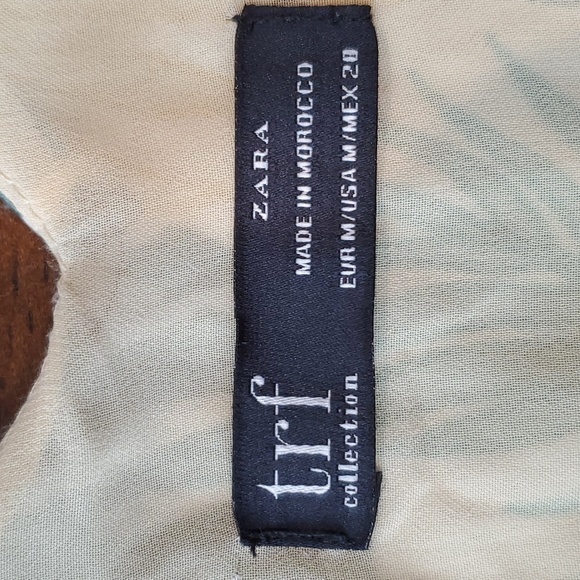 trf
collection
ZARA
MADE IN MOROCCO
EUR M/USA M/MEX 28